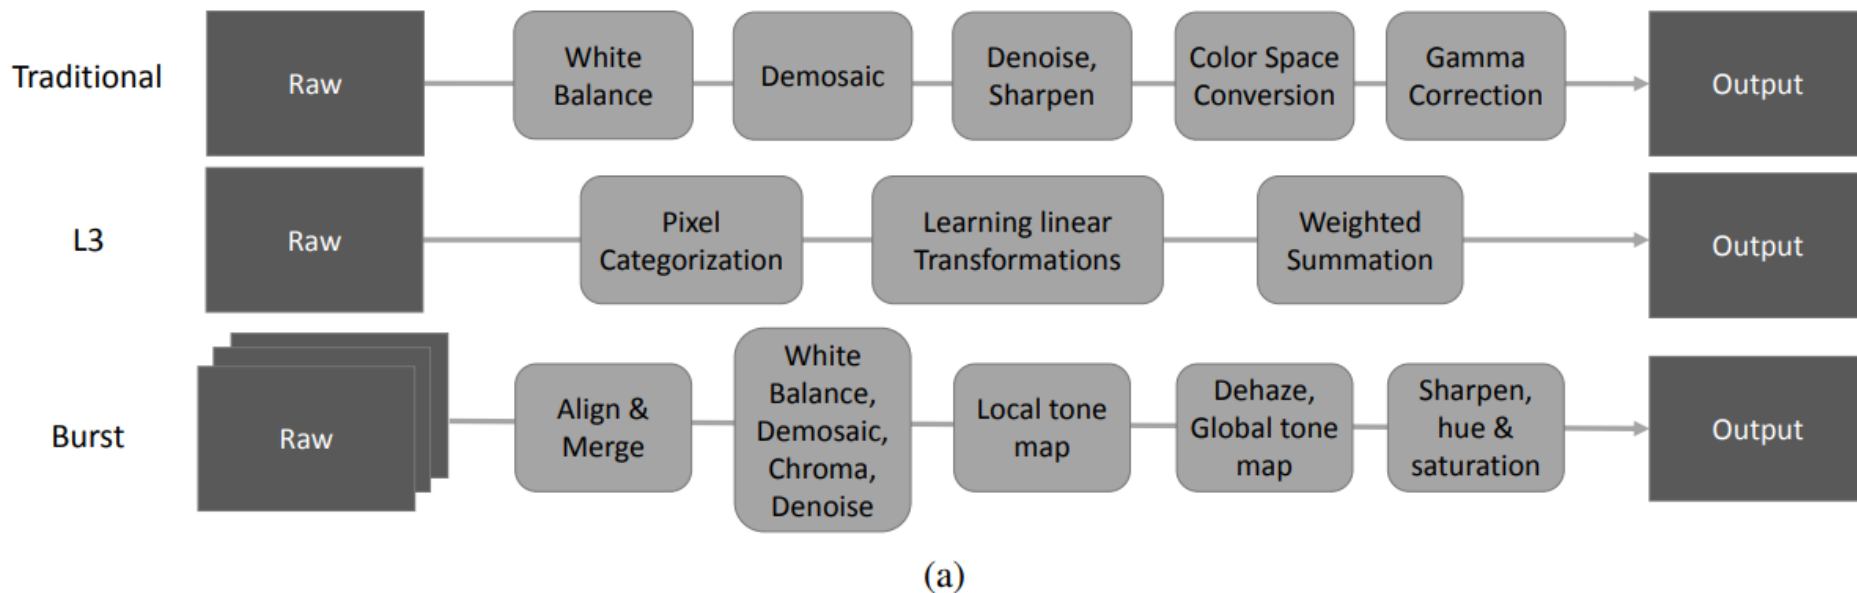 Traditional
Raw
White
Balance
Demosaic
Denoise,
Sharpen
Color Space
Conversion
Gamma
Correction
Output
L3
Raw
Pixel
Categorization
Learning linear
Transformations
Weighted
Summation
Output
Burst
Raw
Align &
Merge
White
Balance,
Demosaic,
Chroma,
Denoise
Local tone
map
Dehaze,
Global tone
map
Sharpen,
hue &
saturation
Output
(a)